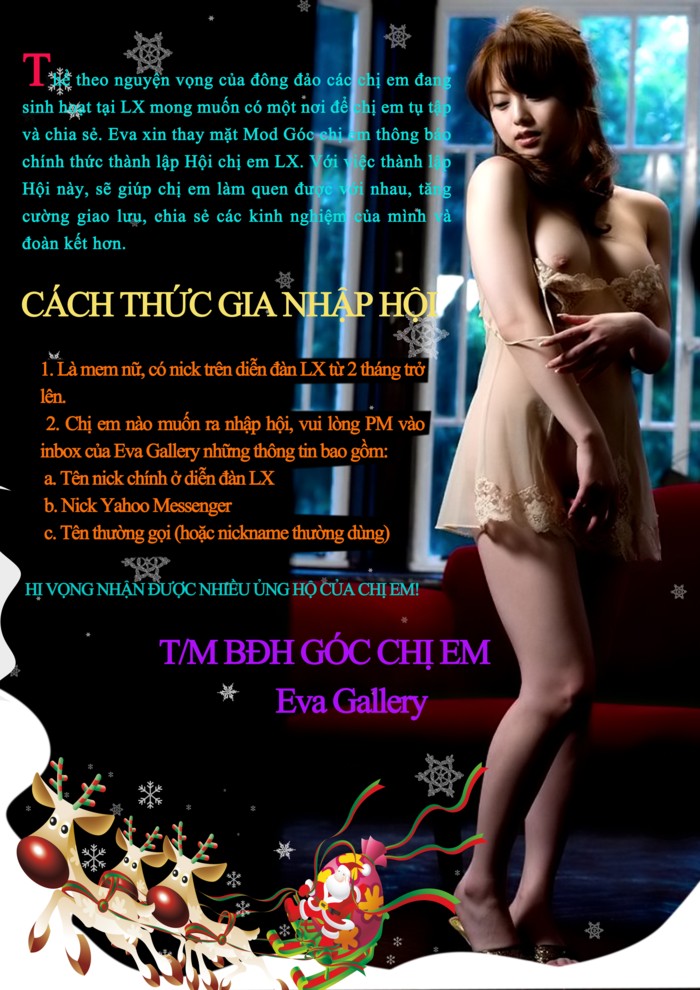 Thể theo nguyện vọng của đông đảo các chị em đang
sinh hoạt tại LX mong muốn có một nơi để chị em tụ tập
và chia sẻ. Eva xin thay mặt Mod Góc chị em thông báo
chính thức thành lập Hội chị em LX. Với việc thành lập
Hội này, sẽ giúp chị em làm quen được với nhau, tăng
cường giao lưu, chia sẻ các kinh nghiệm của mình và
đoàn kết hơn.
CÁCH THỨC GIA NHẬP HỘI
1. Là mem nữ, có nick trên diễn đàn LX từ 2 tháng trở
lên.
2. Chị em nào muốn ra nhập hội, vui lòng PM vào
inbox của Eva Gallery những thông tin bao gồm:
a. Tên nick chính ở diễn đàn LX
b. Nick Yahoo Messenger
c. Tên thường gọi (hoặc nickname thường dùng)
HI VỌNG NHẬN ĐƯỢC NHIỀU ỦNG HỘ CỦA CHỊ EM!
T/M BĐH GÓC CHỊ EM
Eva Gallery